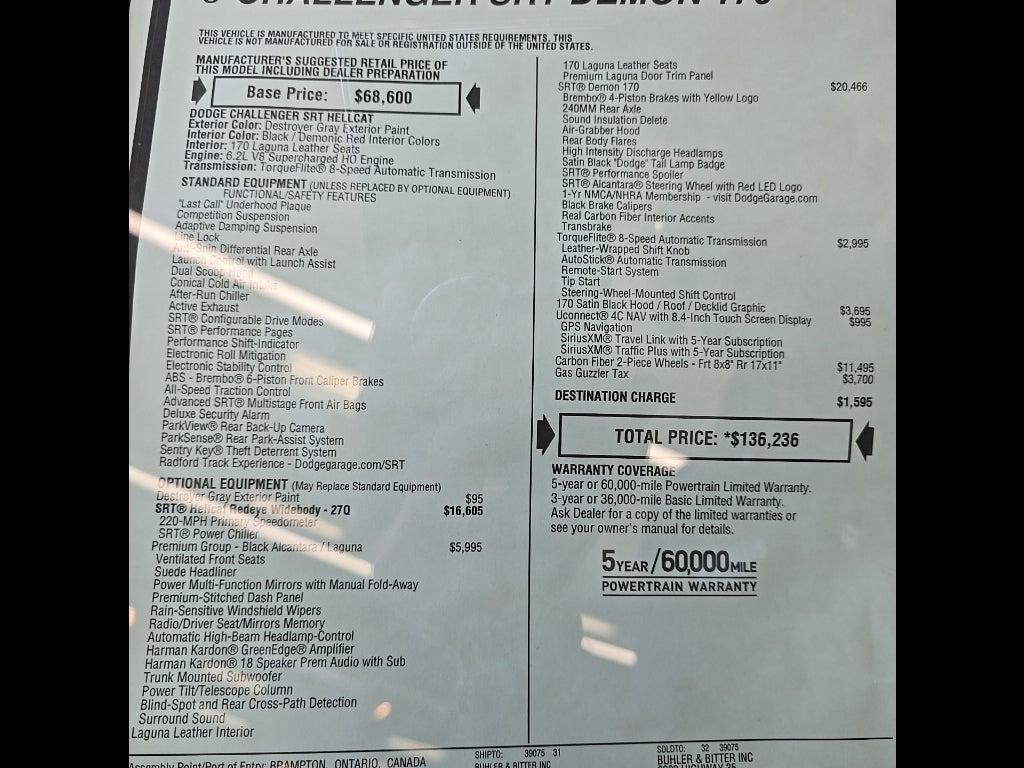 CHALLENGER SRT DEMON 170
THIS VEHICLE IS MANUFACTURED TO MEET SPECIFIC UNITED STATES REQUIREMENTS. THIS
VEHICLE IS NOT MANUFACTURED FOR SALE OR REGISTRATION OUTSIDE OF THE UNITED STATES.
MANUFACTURER'S SUGGESTED RETAIL PRICE OF
THIS MODEL INCLUDING DEALER PREPARATION
Base Price: $68,600
DODGE CHALLENGER SRT HELLCAT
Exterior Color: Destroyer Gray Exterior Paint
Interior Color: Black / Demonic Red Interior Colors
Interior: 170 Laguna Leather Seats
Engine: 6.2L V8 Supercharged HO Engine
Transmission: TorqueFlite® 8-Speed Automatic Transmission
STANDARD EQUIPMENT (UNLESS REPLACED BY OPTIONAL EQUIPMENT)
FUNCTIONAL/SAFETY FEATURES
"Last Call" Underhood Plaque
Competition Suspension
Adaptive Damping Suspension
Line Lock
Anti-Spin Differential Rear Axle
Launch Control with Launch Assist
Dual Scoop Hood
Conical Cold Air Intake
After-Run Chiller
Active Exhaust
SRT® Configurable Drive Modes
SRT® Performance Pages
Performance Shift-Indicator
Electronic Roll Mitigation
Electronic Stability Control
ABS - Brembo® 6-Piston Front Caliper Brakes
All-Speed Traction Control
Advanced SRT® Multistage Front Air Bags
Deluxe Security Alarm
ParkView® Rear Back-Up Camera
ParkSense® Rear Park-Assist System
Sentry Key® Theft Deterrent System
Radford Track Experience - Dodgegarage.com/SRT
OPTIONAL EQUIPMENT (May Replace Standard Equipment)
Destroyer Gray Exterior Paint $95
SRT® Hellcat Redeye Widebody - 27Q $16,605
220-MPH Primary Speedometer
SRT® Power Chiller
Premium Group - Black Alcantara / Laguna $5,995
Ventilated Front Seats
Suede Headliner
Power Multi-Function Mirrors with Manual Fold-Away
Premium-Stitched Dash Panel
Rain-Sensitive Windshield Wipers
Radio/Driver Seat/Mirrors Memory
Automatic High-Beam Headlamp-Control
Harman Kardon® GreenEdge® Amplifier
Harman Kardon® 18 Speaker Prem Audio with Sub
Trunk Mounted Subwoofer
Power Tilt/Telescope Column
Blind-Spot and Rear Cross-Path Detection
Surround Sound
Laguna Leather Interior
170 Laguna Leather Seats
Premium Laguna Door Trim Panel
SRT® Demon 170 $20,466
Brembo® 4-Piston Brakes with Yellow Logo
240MM Rear Axle
Sound Insulation Delete
Air-Grabber Hood
Rear Body Flares
High Intensity Discharge Headlamps
Satin Black "Dodge" Tail Lamp Badge
SRT® Performance Spoiler
SRT® Alcantara® Steering Wheel with Red LED Logo
1-Yr NMCA/NHRA Membership - visit DodgeGarage.com
Black Brake Calipers
Real Carbon Fiber Interior Accents
Transbrake
TorqueFlite® 8-Speed Automatic Transmission $2,995
Leather-Wrapped Shift Knob
AutoStick® Automatic Transmission
Remote-Start System
Tip Start
Steering-Wheel-Mounted Shift Control
170 Satin Black Hood / Roof / Decklid Graphic $3,695
Uconnect® 4C NAV with 8.4-Inch Touch Screen Display $995
GPS Navigation
SiriusXM® Travel Link with 5-Year Subscription
SiriusXM® Traffic Plus with 5-Year Subscription
Carbon Fiber 2-Piece Wheels - Frt 8x8" Rr 17x11" $11,495
Gas Guzzler Tax $3,700
DESTINATION CHARGE $1,595
TOTAL PRICE: *$136,236
WARRANTY COVERAGE
5-year or 60,000-mile Powertrain Limited Warranty.
3-year or 36,000-mile Basic Limited Warranty.
Ask Dealer for a copy of the limited warranties or
see your owner's manual for details.
5YEAR/60,000MILE
POWERTRAIN WARRANTY
Assembly Point/Port of Entry: BRAMPTON, ONTARIO, CANADA
SHIPTO: 39075 31
BUHLER & BITTER INC
SOLDTO: 32 39075
BUHLER & BITTER INC